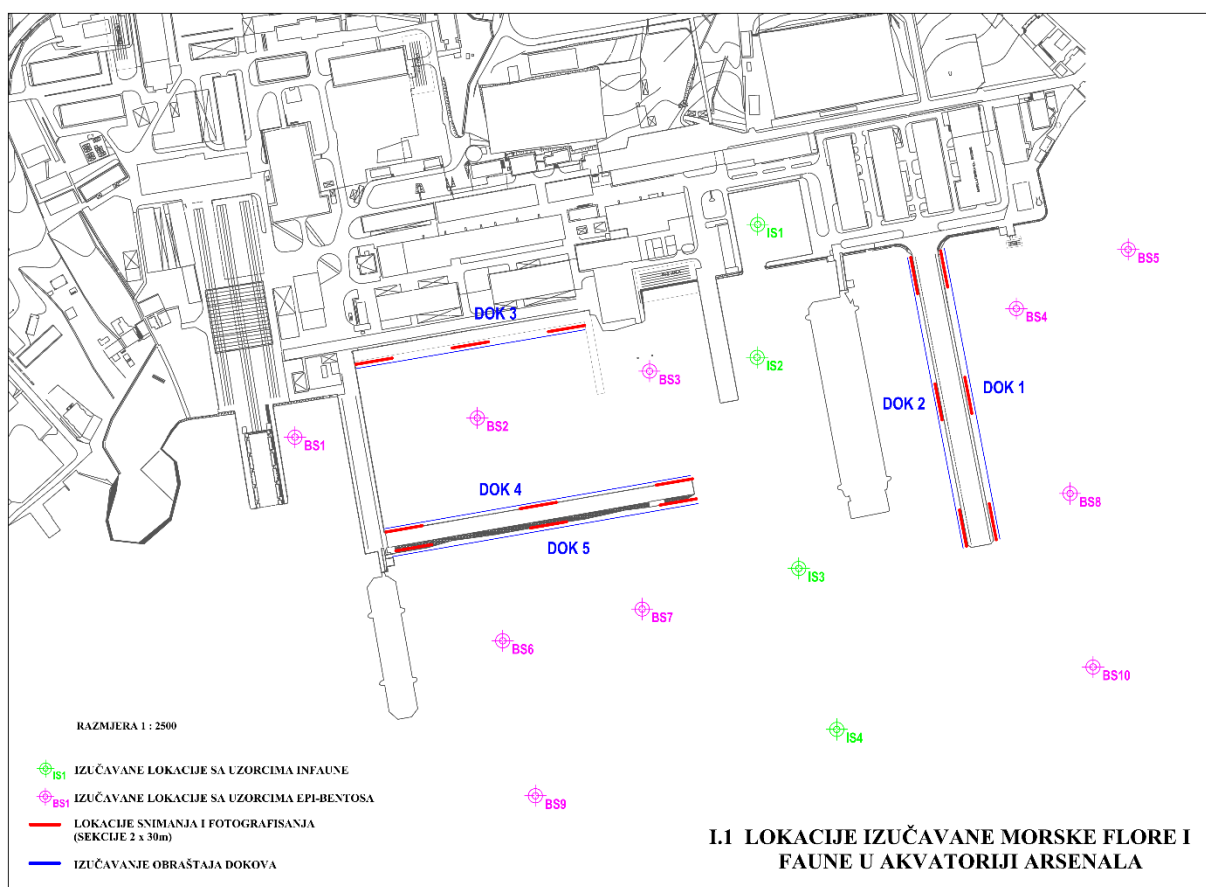 IS1
BS5
BS4
DOK 3
IS2
BS3
DOK 2
DOK 1
BS2
BS1
DOK 4
BS8
DOK 5
IS3
BS7
BS6
BS10
IS4
BS9
RAZMJERA 1 : 2500
IS1 IZUČAVANE LOKACIJE SA UZORCIMA INFAUNE
BS1 IZUČAVANE LOKACIJE SA UZORCIMA EPI-BENTOSA
LOKACIJE SNIMANJA I FOTOGRAFISANJA
(SEKCIJE 2 x 30m)
IZUČAVANJE OBRAŠTAJA DOKOVA
I.1 LOKACIJE IZUČAVANE MORSKE FLORE I
FAUNE U AKVATORIJI ARSENALA